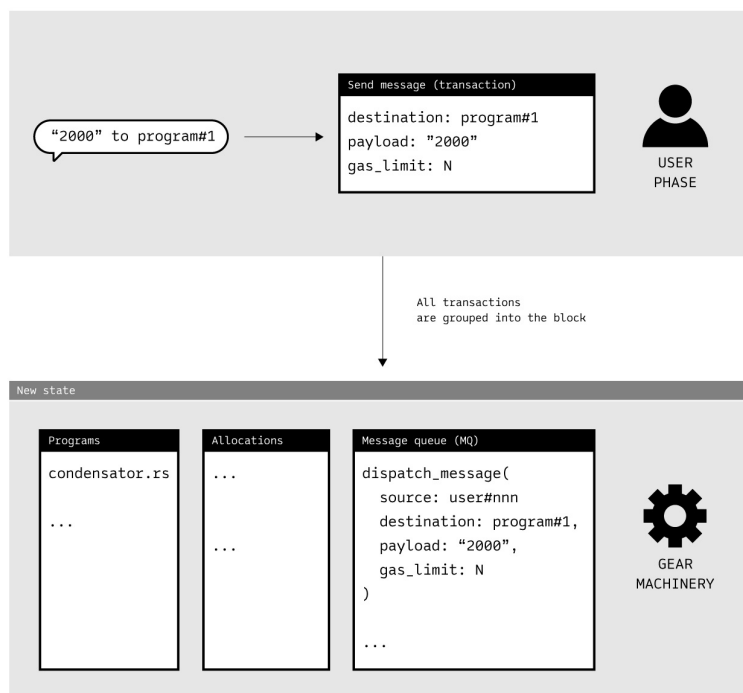 Send message (transaction)
“2000” to program#1
destination: program#1
payload: ”2000”
gas_limit: N
USER
PHASE
All transactions
are grouped into the block
New state
Programs
condensator.rs
...
Allocations
...
...
Message queue (MQ)
dispatch_message(
source: user#nnn
destination: program#1,
payload: “2000”,
gas_limit: N
)
...
GEAR
MACHINERY